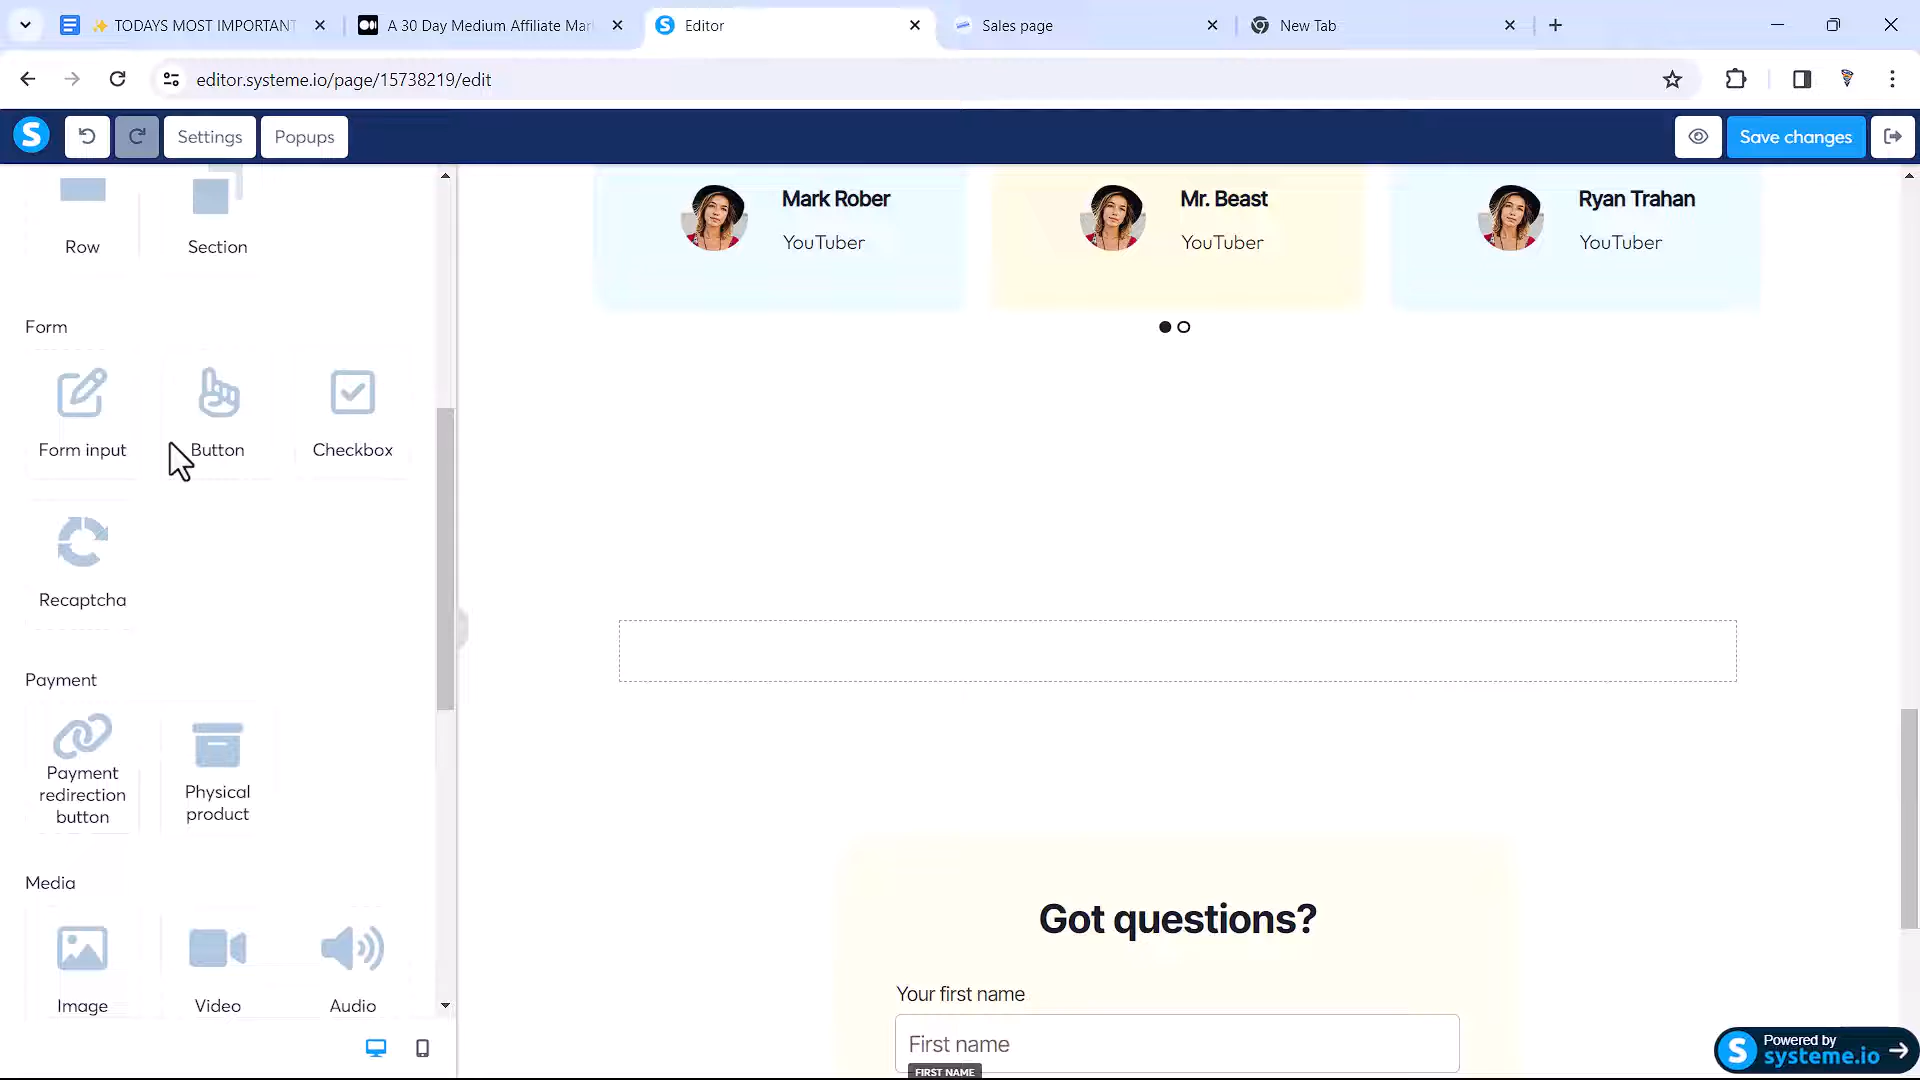 ✨ TODAYS MOST IMPORTANT
A 30 Day Medium Affiliate Mar
Editor
Sales page
New Tab
editor.systeme.io/page/15738219/edit
S
Settings
Popups
Save changes
Row
Section
Form
Form input
Button
Checkbox
Recaptcha
Payment
Payment
redirection
button
Physical
product
Media
Image
Video
Audio
Mark Rober
YouTuber
Mr. Beast
YouTuber
Ryan Trahan
YouTuber
Got questions?
Your first name
First name
FIRST NAME
S
Powered by
systeme.io